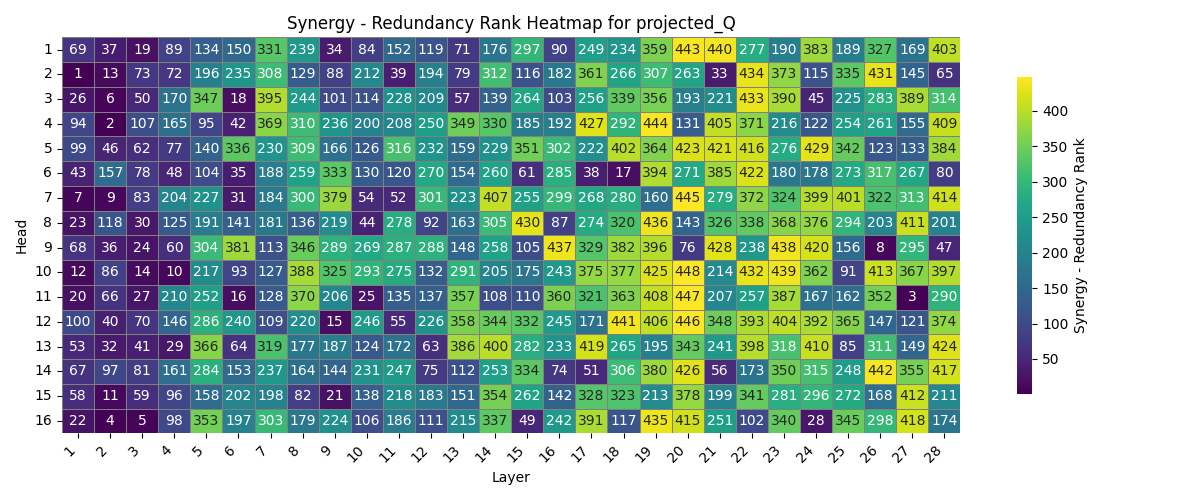 Synergy - Redundancy Rank Heatmap for projected_Q
1 69 37 19 89 134 150 331 239 34 84 152 119 71 176 297 90 249 234 359 443 440 277 190 383 189 327 169 403
2 1 13 73 72 196 235 308 129 88 212 39 194 79 312 116 182 361 266 307 263 33 434 373 115 335 431 145 65
3 26 6 50 170 347 18 395 244 101 114 228 209 57 139 264 103 256 339 356 193 221 433 390 45 225 283 389 314
4 94 2 107 165 95 42 369 310 236 200 208 250 349 330 185 192 427 292 444 131 405 371 216 122 254 261 155 409
5 99 46 62 77 140 336 230 309 166 126 316 232 159 229 351 302 222 402 364 423 421 416 276 429 342 123 133 384
6 43 157 78 48 104 35 188 259 333 130 120 270 154 260 61 285 38 17 394 271 385 422 180 178 273 317 267 80
7 7 9 83 204 227 31 184 300 379 54 52 301 223 407 255 299 268 280 160 445 279 372 324 399 401 322 313 414
8 23 118 30 125 191 141 181 136 219 44 278 92 163 305 430 87 274 320 436 143 326 338 368 376 294 203 411 201
9 68 36 24 60 304 381 113 346 289 269 287 288 148 258 105 437 329 382 396 76 428 238 438 420 156 8 295 47
10 12 86 14 10 217 93 127 388 325 293 275 132 291 205 175 243 375 377 425 448 214 432 439 362 91 413 367 397
11 20 66 27 210 252 16 128 370 206 25 135 137 357 108 110 360 321 363 408 447 207 257 387 167 162 352 3 290
12 100 40 70 146 286 240 109 220 15 246 55 226 358 344 332 245 171 441 406 446 348 393 404 392 365 147 121 374
13 53 32 41 29 366 64 319 177 187 124 172 63 386 400 282 233 419 265 195 343 241 398 318 410 85 311 149 424
14 67 97 81 161 284 153 237 164 144 231 247 75 112 253 334 74 51 306 380 426 56 173 350 315 248 442 355 417
15 58 11 59 96 158 202 198 82 21 138 218 183 151 354 262 142 328 323 213 378 199 341 281 296 272 168 412 211
16 22 4 5 98 353 197 303 179 224 106 186 111 215 337 49 242 391 117 435 415 251 102 340 28 345 298 418 174
1 2 3 4 5 6 7 8 9 10 11 12 13 14 15 16 17 18 19 20 21 22 23 24 25 26 27 28
Layer
Head
400
350
300
250
200
150
100
50
Synergy - Redundancy Rank